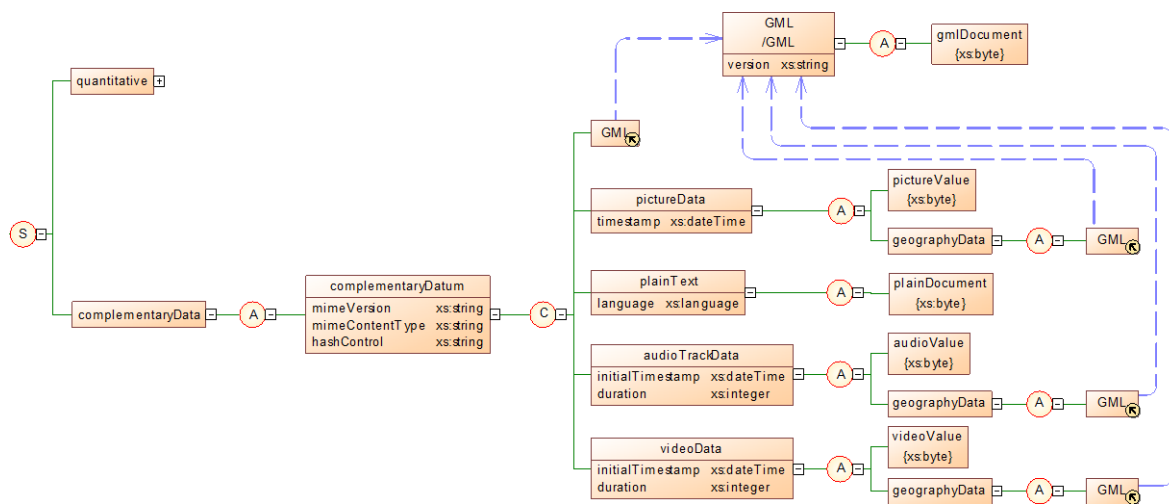 GML
/GML
version xs:string
A
gmlDocument
{xs:byte}
quantitative
S
complementaryData
A
complementaryDatum
mimeVersion xs:string
mimeContentType xs:string
hashControl xs:string
C
GML
pictureData
timestamp xs:dateTime
A
pictureValue
{xs:byte}
geographyData
A
GML
plainText
language xs:language
A
plainDocument
{xs:byte}
audioTrackData
initialTimestamp xs:dateTime
duration xs:integer
A
audioValue
{xs:byte}
geographyData
A
GML
videoData
initialTimestamp xs:dateTime
duration xs:integer
A
videoValue
{xs:byte}
geographyData
A
GML